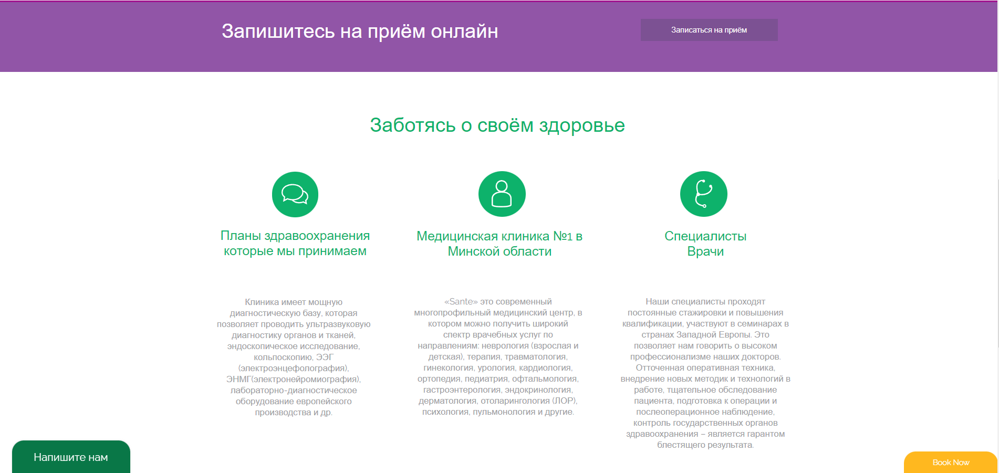 Запишитесь на приём онлайн
Записаться на приём
Заботясь о своём здоровье
Планы здравоохранения
которые мы принимаем
Клиника имеет мощную
диагностическую базу, которая
позволяет проводить ультразвуковую
диагностику органов и тканей,
эндоскопическое исследование,
кольпоскопию, ЭЭГ
(электроэнцефолография),
ЭНМГ(электронейромиография),
лабораторно-диагностическое
оборудование европейского
производства и др.
Медицинская клиника №1 в
Минской области
«Sante» это современный
многопрофильный медицинский центр, в
котором можно получить широкий
спектр врачебных услуг по
направлениям: неврология (взрослая и
детская), терапия, травматология,
гинекология, урология, кардиология,
ортопедия, педиатрия, офтальмология,
гастроэнтерология, эндокринология,
дерматология, отоларингология (ЛОР),
психология, пульмонология и другие.
Специалисты
Врачи
Наши специалисты проходят
постоянные стажировки и повышения
квалификации, участвуют в семинарах в
странах Западной Европы. Это
позволяет нам говорить о высоком
профессионализме наших докторов.
Отточенная оперативная техника,
внедрение новых методик и технологий в
работе, тщательное обследование
пациента, подготовка к операции и
послеоперационное наблюдение,
контроль государственных органов
здравоохранения – является гарантом
блестящего результата.
Напишите нам
Book Now